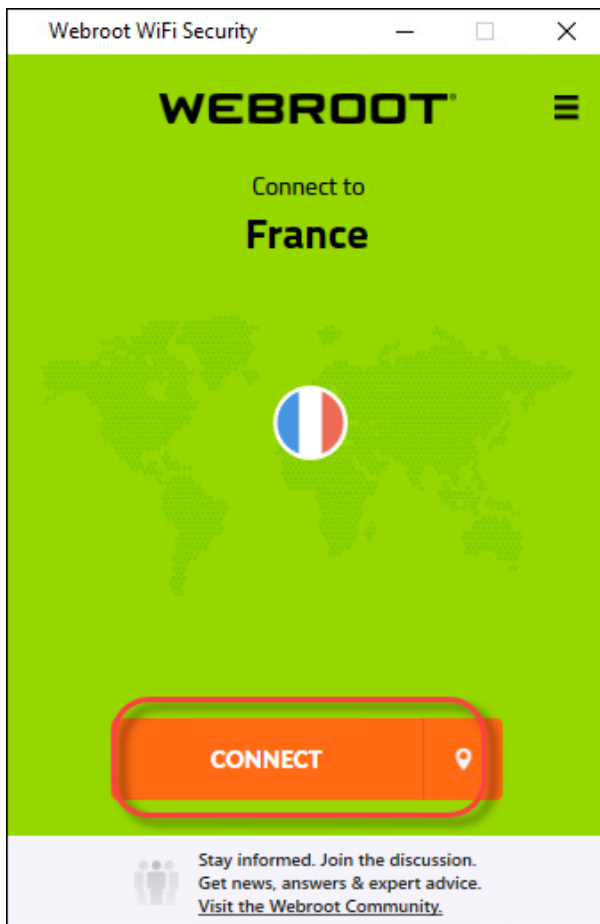 Webroot WiFi Security
WEBROOT®
Connect to
France
CONNECT
Stay informed. Join the discussion.
Get news, answers & expert advice.
Visit the Webroot Community.